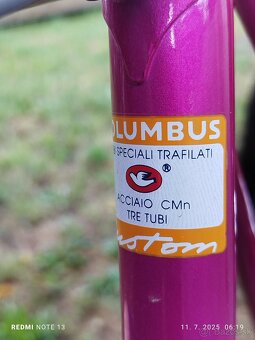 OLUMBUS
SPECIALI TRAFILATI
®
ACCIAIO CMn
TRE TUBI
ustom
REDMI NOTE 13
11. 7. 2025 06:19